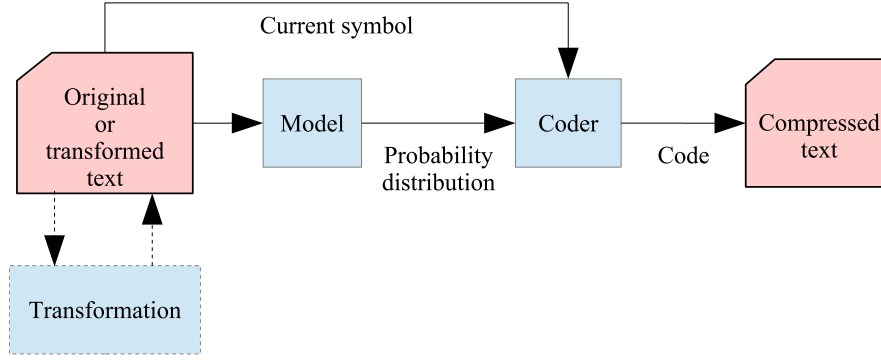 Current symbol
Original
or
transformed
text
Model
Probability
distribution
Coder
Code
Compressed
text
Transformation